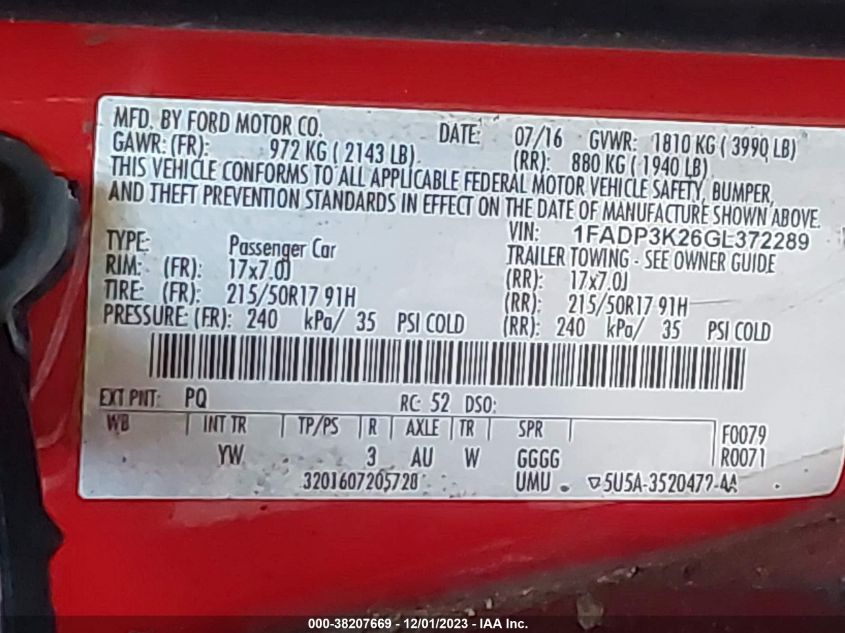 MFD. BY FORD MOTOR CO. DATE: 07/16 GVWR: 1810 KG ( 3990 LB)
GAWR: (FR): 972 KG ( 2143 LB) (RR): 880 KG ( 1940 LB)
THIS VEHICLE CONFORMS TO ALL APPLICABLE FEDERAL MOTOR VEHICLE SAFETY, BUMPER,
AND THEFT PREVENTION STANDARDS IN EFFECT ON THE DATE OF MANUFACTURE SHOWN ABOVE.
VIN: 1FADP3K26GL372289
TYPE: Passenger Car TRAILER TOWING - SEE OWNER GUIDE
RIM: (FR): 17x7.0J (RR): 17x7.0J
TIRE: (FR): 215/50R17 91H (RR): 215/50R17 91H
PRESSURE: (FR): 240 kPa/ 35 PSI COLD (RR): 240 kPa/ 35 PSI COLD
EXT PNT: PQ RC: 52 DSO:
WB INT TR TP/PS R AXLE TR SPR F0079
YW 3 AU W GGGG R0071
3201607205728 UMU 5U5A-3520472-AA
000-38207669 - 12/01/2023 - IAA Inc.